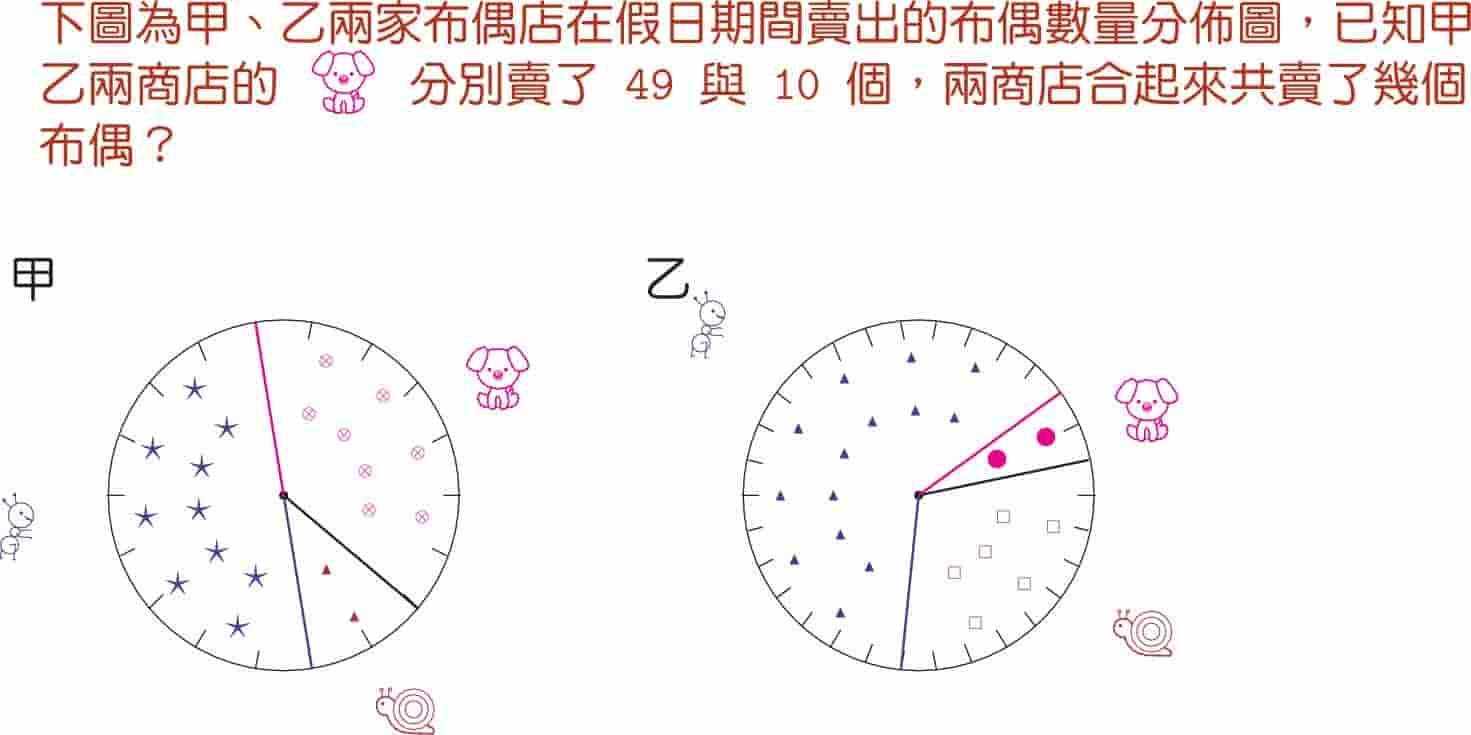 下圖為甲、乙兩家布偶店在假日期間賣出的布偶數量分佈圖，已知甲
乙兩商店的 分別賣了 49 與 10 個，兩商店合起來共賣了幾個
布偶？
甲
乙